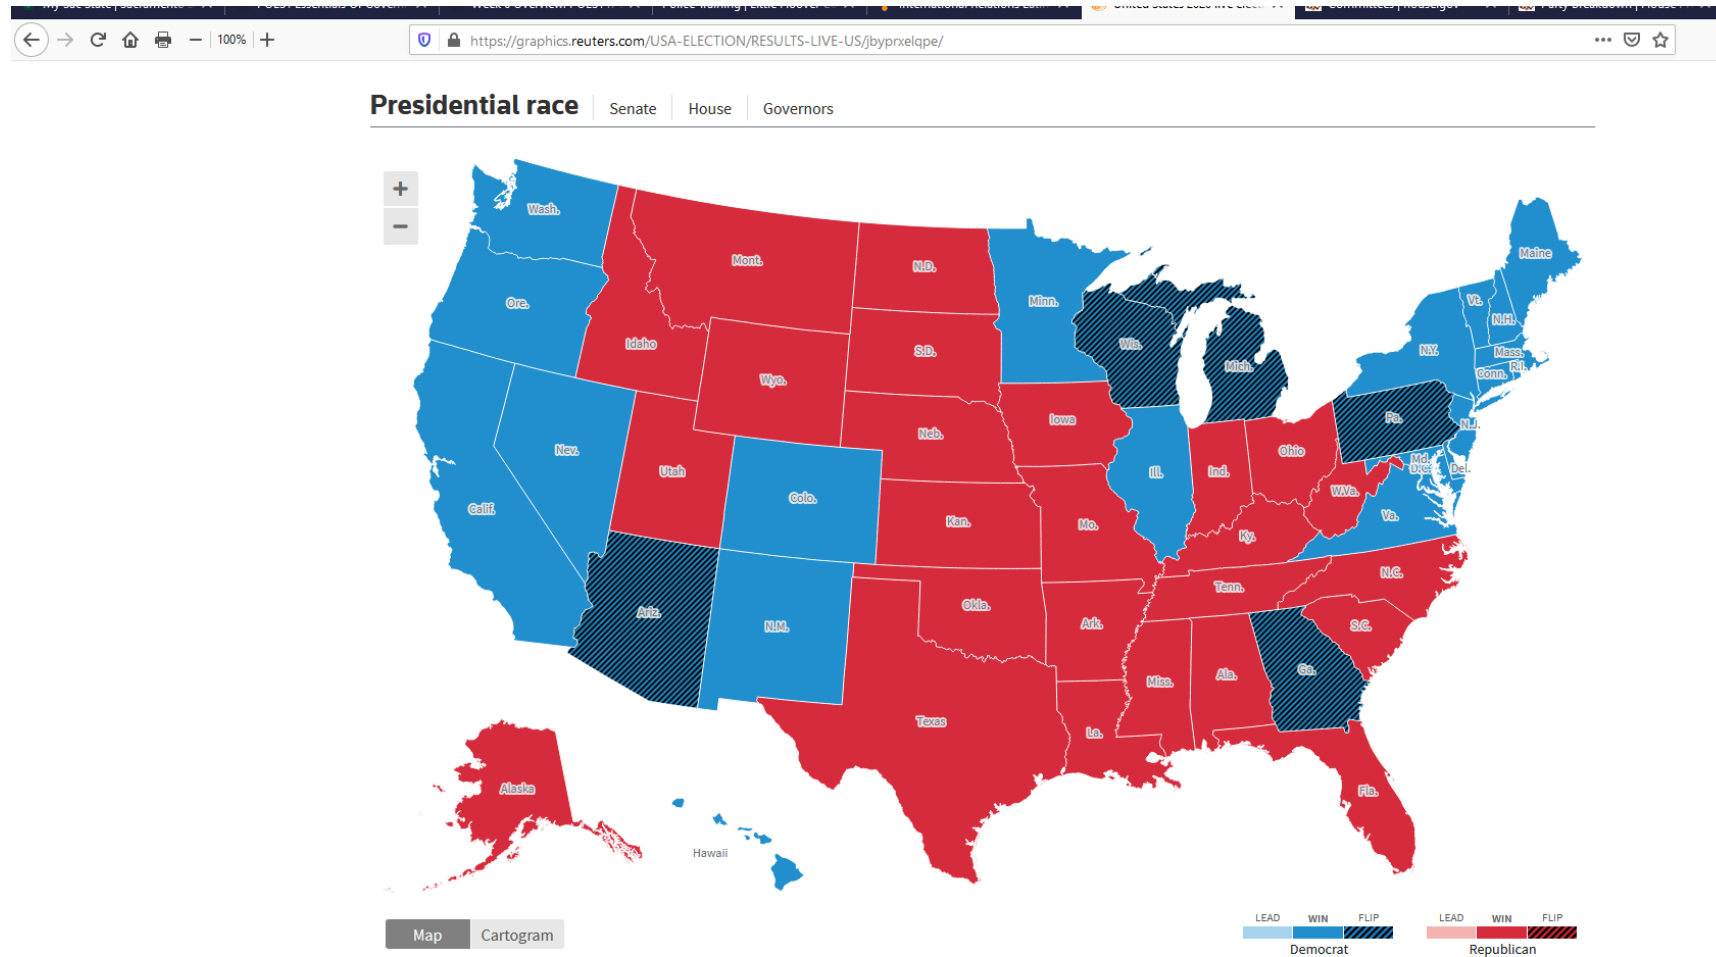 100%
https://graphics.reuters.com/USA-ELECTION/RESULTS-LIVE-US/jbyprxelqpe/
Presidential race Senate House Governors
+
−
Wash.
Mont.
N.D.
Minn.
Maine
Ore.
Idaho
Wyo.
S.D.
Wis.
Mich.
Vt.
N.H.
N.Y.
Mass.
Conn. R.I.
Nev.
Utah
Neb.
Iowa
Ill.
Ind.
Ohio
Pa.
N.J.
Md.
D.C.
Del.
Calif.
Colo.
Kan.
Mo.
Ky.
W.Va.
Va.
Ariz.
N.M.
Okla.
Ark.
Tenn.
N.C.
S.C.
Texas
La.
Miss.
Ala.
Ga.
Fla.
Alaska
Hawaii
Map Cartogram
LEAD WIN FLIP LEAD WIN FLIP
Democrat Republican